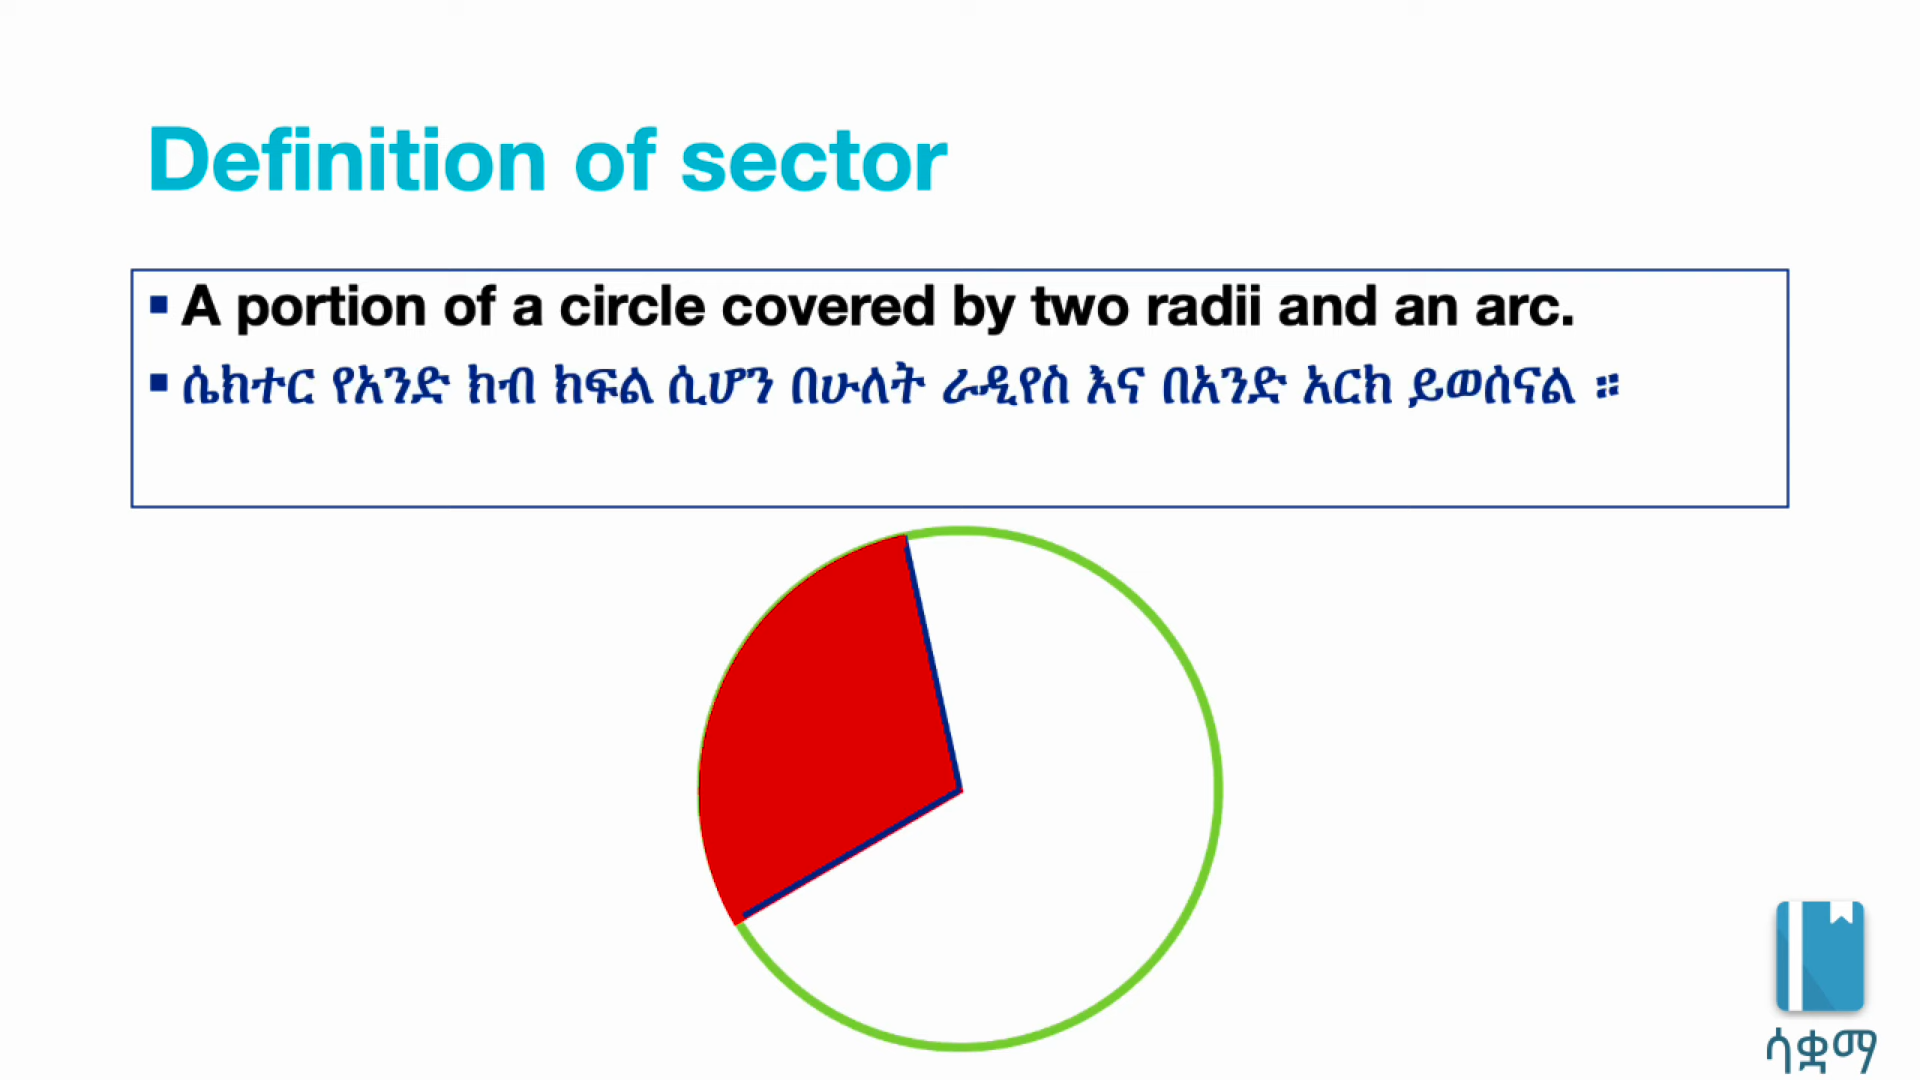 Definition of sector
▪ A portion of a circle covered by two radii and an arc.
▪ ሴክተር የአንድ ክብ ክፍል ሲሆን በሁለት ራዲየስ እና በአንድ አርክ ይወሰናል ።
ሳቋማ